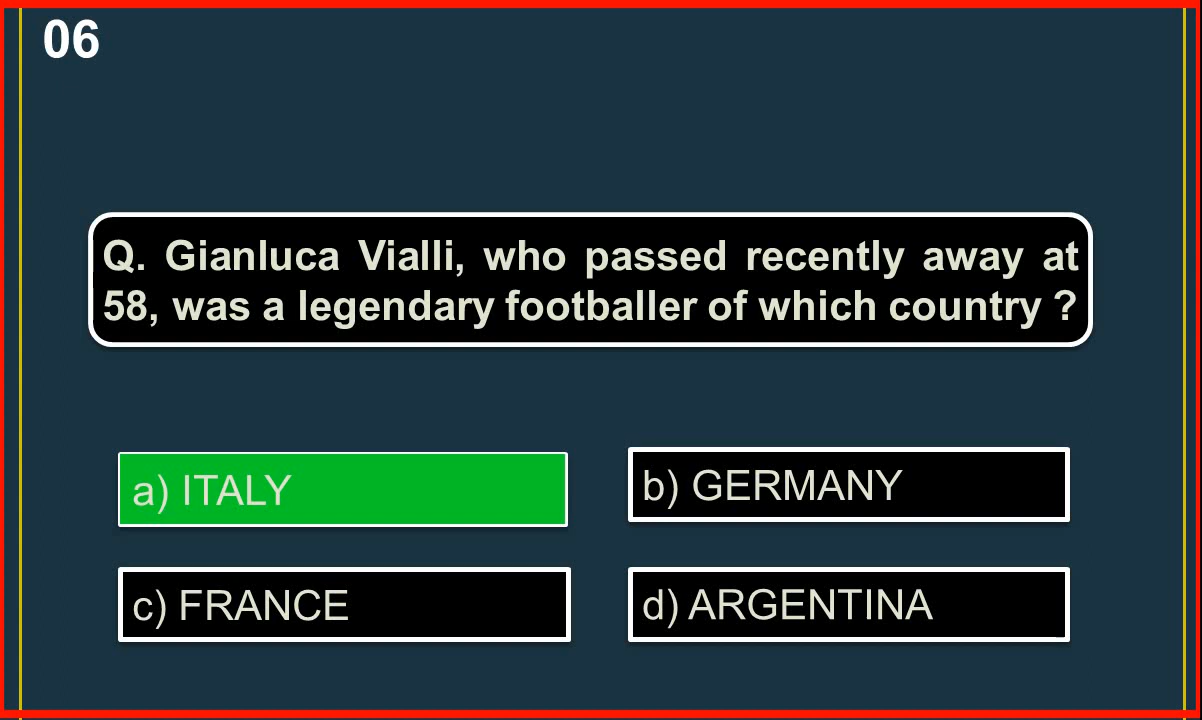 06
Q. Gianluca Vialli, who passed recently away at
58, was a legendary footballer of which country ?
a) ITALY
b) GERMANY
c) FRANCE
d) ARGENTINA